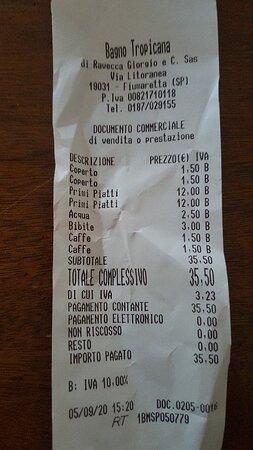 Bagno Tropicana
di Ravecca Giorgio e C. Sas
Via Litoranea
19031 - Fiumaretta (SP)
P.Iva 00821710118
Tel. 0187/029155
DOCUMENTO COMMERCIALE
di vendita o prestazione
DESCRIZIONE PREZZO(€) IVA
Coperto 1,50 B
Coperto 1,50 B
Primi Piatti 12,00 B
Primi Piatti 12,00 B
Acqua 2,50 B
Bibite 3,00 B
Caffe 1,50 B
Caffe 1,50 B
SUBTOTALE 35,50
TOTALE COMPLESSIVO 35,50
DI CUI IVA 3,23
PAGAMENTO CONTANTE 35,50
PAGAMENTO ELETTRONICO 0,00
NON RISCOSSO 0,00
RESTO 0,00
IMPORTO PAGATO 35,50
B: IVA 10,00%
05/09/20 15:20 DOC.0205-0016
RT 1BMSP050779